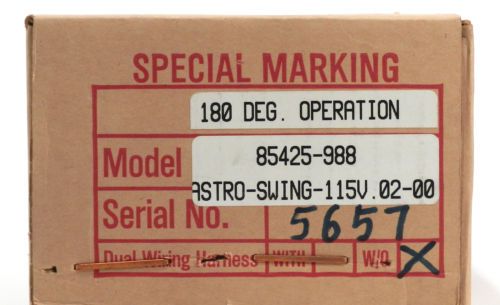 SPECIAL MARKING
180 DEG. OPERATION
Model 85425-988
ASTRO-SWING-115V.02-00
Serial No. 5657
Dual Wiring Harness WITH W/O X